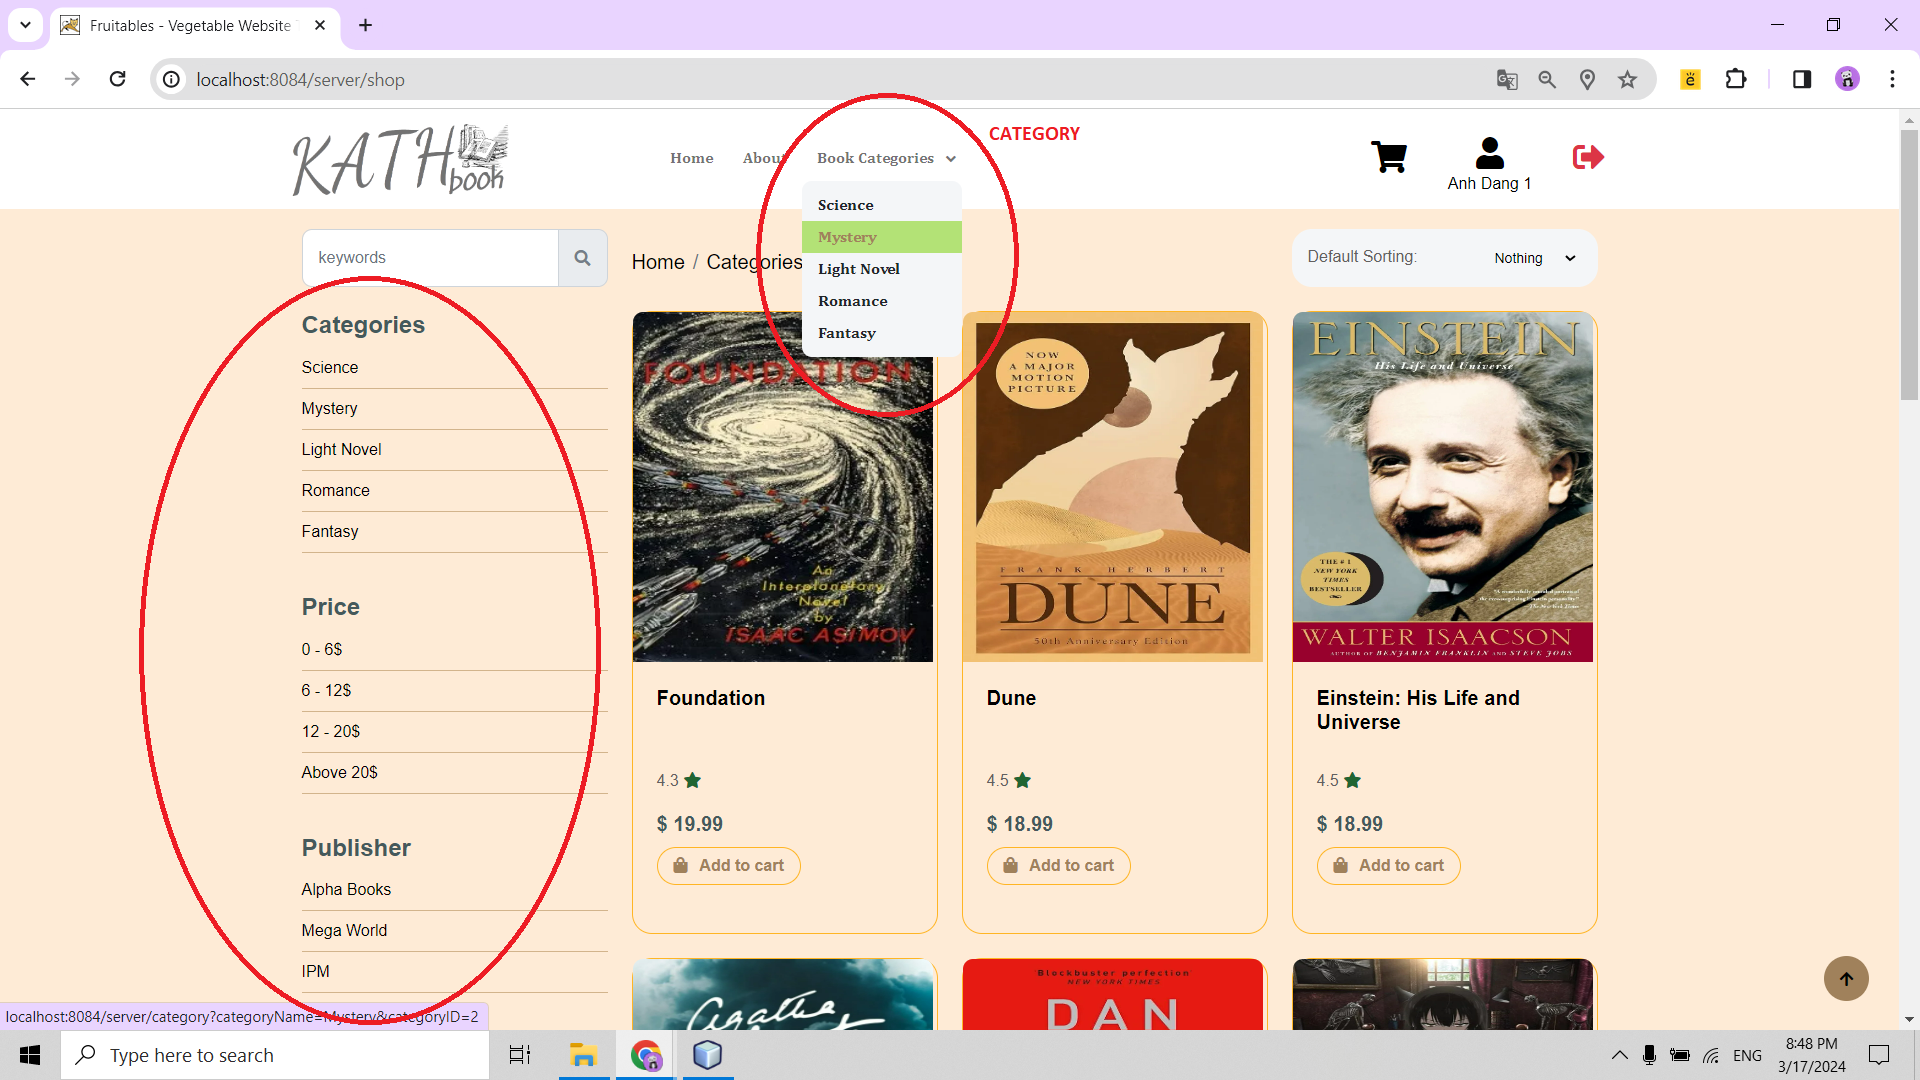 Fruitables - Vegetable Website
localhost:8084/server/shop
KATH book
Home
About
Book Categories
CATEGORY
Anh Dang 1
Science
Mystery
Light Novel
Romance
Fantasy
keywords
Home / Categories
Default Sorting:
Nothing
Categories
Science
Mystery
Light Novel
Romance
Fantasy
Price
0 - 6$
6 - 12$
12 - 20$
Above 20$
Publisher
Alpha Books
Mega World
IPM
FOUNDATION
An
Interplanetary
Novel
by
ISAAC ASIMOV
Foundation
4.3
$ 19.99
Add to cart
NOW
A MAJOR
MOTION
PICTURE
FRANK HERBERT
DUNE
50th Anniversary Edition
Dune
4.5
$ 18.99
Add to cart
EINSTEIN
His Life and Universe
THE #1
NEW YORK
TIMES
BESTSELLER
WALTER ISAACSON
AUTHOR OF BENJAMIN FRANKLIN AND STEVE JOBS
Einstein: His Life and
Universe
4.5
$ 18.99
Add to cart
Agatha
'Blockbuster perfection'
NEW YORK TIMES
DAN
localhost:8084/server/category?categoryName=Mystery&categoryID=2
Type here to search
ENG
8:48 PM
3/17/2024